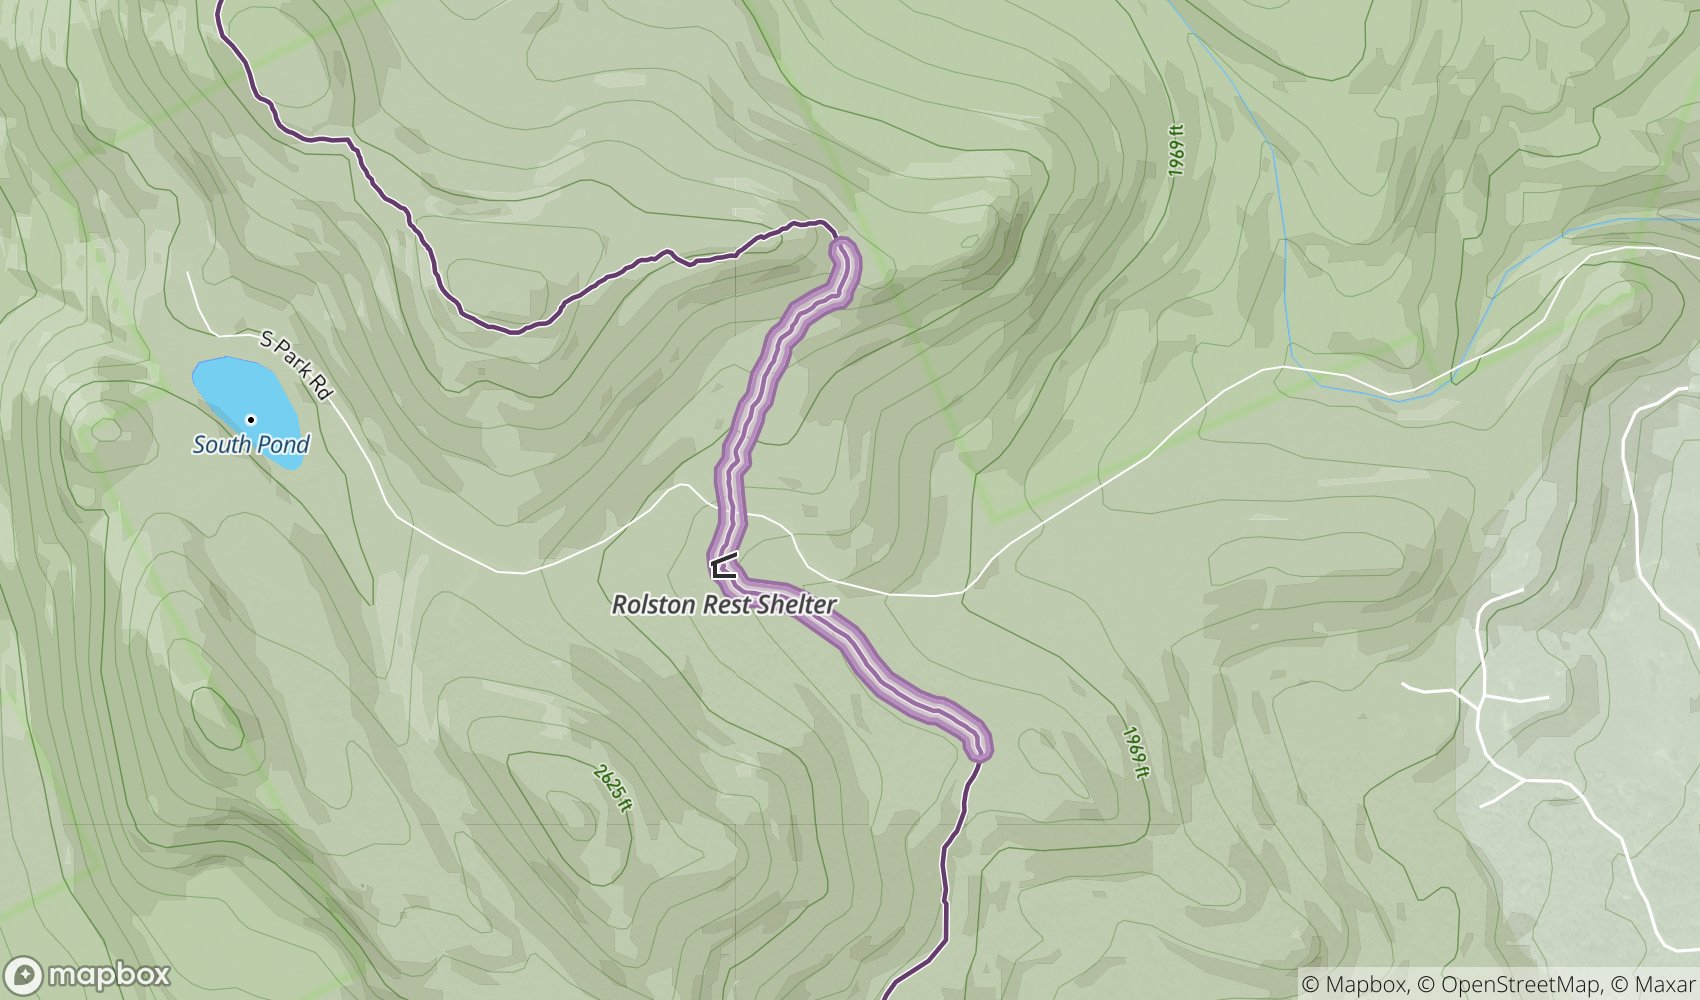 1969 ft
S Park Rd
South Pond
Rolston Rest Shelter
1969 ft
2625 ft
mapbox
© Mapbox, © OpenStreetMap, © Maxar